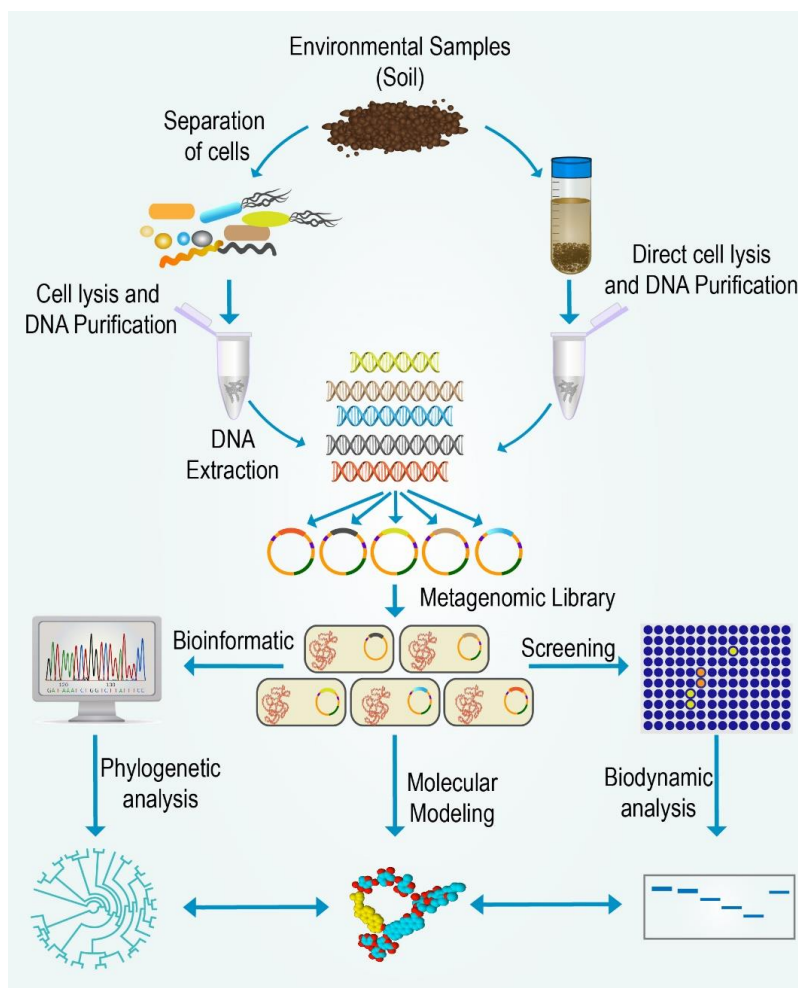 Environmental Samples
(Soil)
Separation
of cells
Direct cell lysis
and DNA Purification
Cell lysis and
DNA Purification
DNA
Extraction
Metagenomic Library
Bioinformatic
Screening
Phylogenetic
analysis
Molecular
Modeling
Biodynamic
analysis